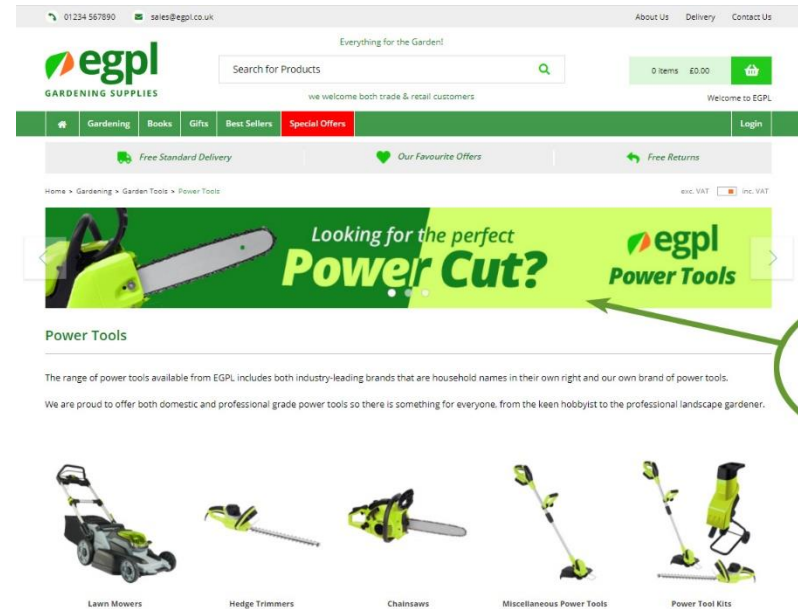 01234 567890 sales@egpl.co.uk About Us Delivery Contact Us
Everything for the Garden!
egpl
GARDENING SUPPLIES
Search for Products
0 items £0.00
we welcome both trade & retail customers
Welcome to EGPL
Gardening Books Gifts Best Sellers Special Offers Login
Free Standard Delivery Our Favourite Offers Free Returns
Home > Gardening > Garden Tools > Power Tools exc. VAT inc. VAT
Looking for the perfect
Power Cut?
egpl
Power Tools
Power Tools
The range of power tools available from EGPL includes both industry-leading brands that are household names in their own right and our own brand of power tools.
We are proud to offer both domestic and professional grade power tools so there is something for everyone, from the keen hobbyist to the professional landscape gardener.
Lawn Mowers Hedge Trimmers Chainsaws Miscellaneous Power Tools Power Tool Kits